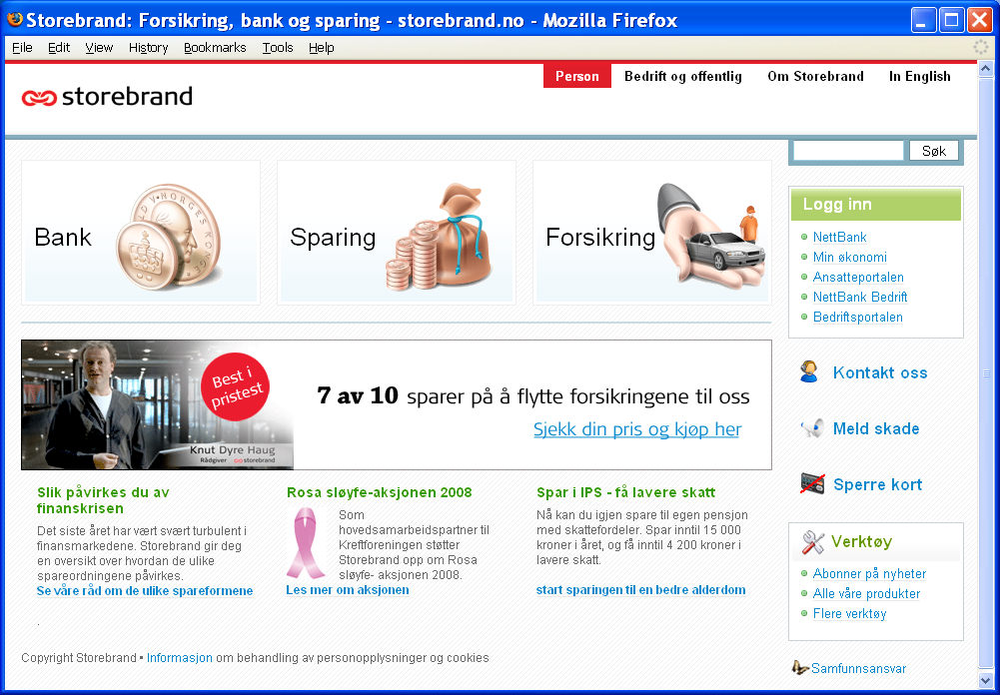 Storebrand: Forsikring, bank og sparing - storebrand.no - Mozilla Firefox
File Edit View History Bookmarks Tools Help
Person Bedrift og offentlig Om Storebrand In English
storebrand
Søk
Bank
Sparing
Forsikring
Logg inn
NettBank
Min økonomi
Ansatteportalen
NettBank Bedrift
Bedriftsportalen
Best i
pristest
Knut Dyre Haug
Rådgiver storebrand
7 av 10 sparer på å flytte forsikringene til oss
Sjekk din pris og kjøp her
Kontakt oss
Meld skade
Sperre kort
Slik påvirkes du av
finanskrisen
Det siste året har vært svært turbulent i
finansmarkedene. Storebrand gir deg
en oversikt over hvordan de ulike
spareordningene påvirkes.
Se våre råd om de ulike spareformene
.
Rosa sløyfe-aksjonen 2008
Som
hovedsamarbeidspartner til
Kreftforeningen støtter
Storebrand opp om Rosa
sløyfe- aksjonen 2008.
Les mer om aksjonen
Spar i IPS - få lavere skatt
Nå kan du igjen spare til egen pensjon
med skattefordeler. Spar inntil 15 000
kroner i året, og få inntil 4 200 kroner i
lavere skatt.
start sparingen til en bedre alderdom
Verktøy
Abonner på nyheter
Alle våre produkter
Flere verktøy
Samfunnsansvar
Copyright Storebrand • Informasjon om behandling av personopplysninger og cookies